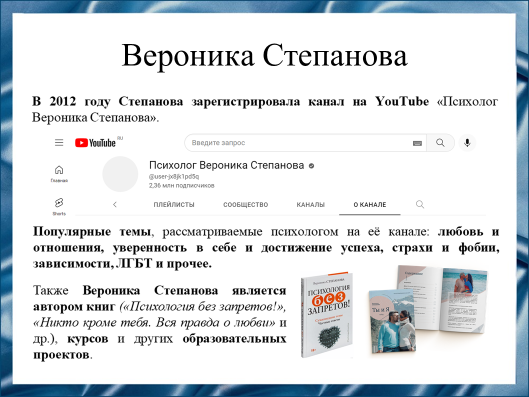 Вероника Степанова
В 2012 году Степанова зарегистрировала канал на YouTube «Психолог
Вероника Степанова».
YouTube RU
Введите запрос
Главная
Психолог Вероника Степанова
@user-jx8jk1pd5q
2,36 млн подписчиков
Shorts
ПЛЕЙЛИСТЫ СООБЩЕСТВО КАНАЛЫ О КАНАЛЕ
Популярные темы, рассматриваемые психологом на её канале: любовь и
отношения, уверенность в себе и достижение успеха, страхи и фобии,
зависимости, ЛГБТ и прочее.
Также Вероника Степанова является
автором книг («Психология без запретов!»,
«Никто кроме тебя. Вся правда о любви» и
др.), курсов и других образовательных
проектов.
ПСИХОЛОГИЯ
без
ЗАПРЕТОВ!
Ты и Я